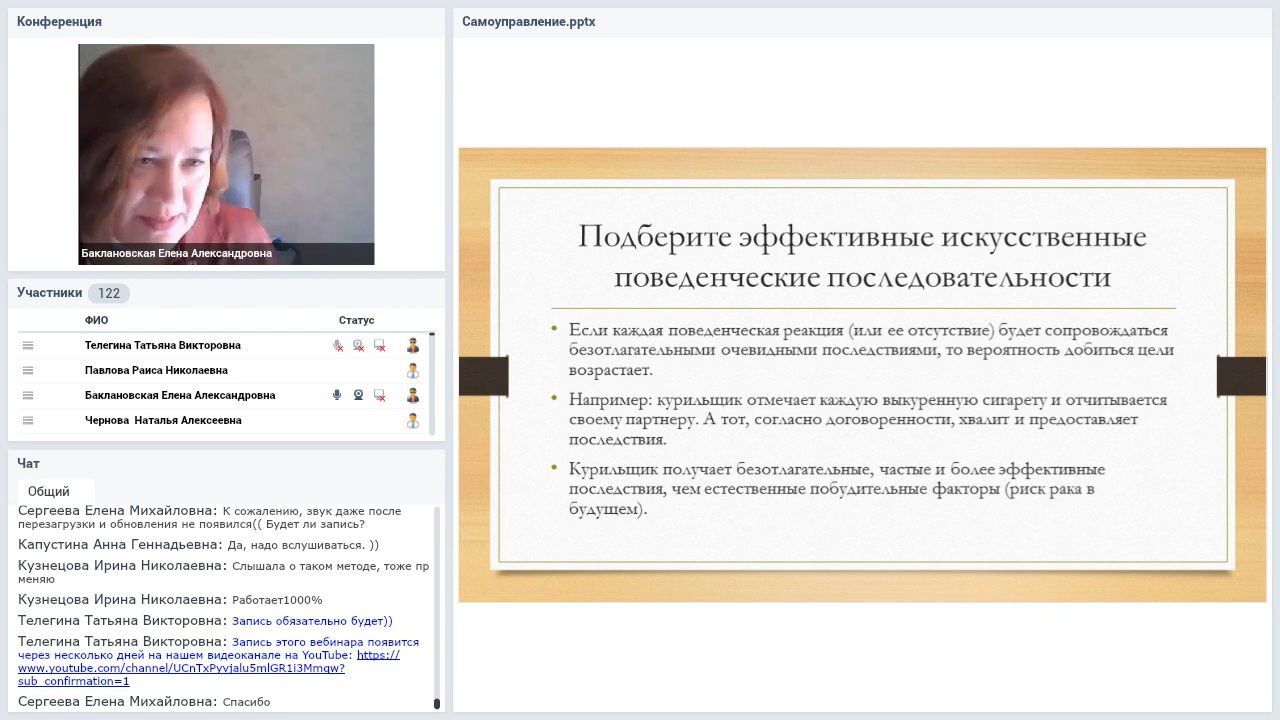 Конференция
Баклановская Елена Александровна
Участники 122
ФИО Статус
Телегина Татьяна Викторовна
Павлова Раиса Николаевна
Баклановская Елена Александровна
Чернова Наталья Алексеевна
Чат
Общий
Сергеева Елена Михайловна: К сожалению, звук даже после
перезагрузки и обновления не появился(( Будет ли запись?
Капустина Анна Геннадьевна: Да, надо вслушиваться. ))
Кузнецова Ирина Николаевна: Слышала о таком методе, тоже пр
меняю
Кузнецова Ирина Николаевна: Работает1000%
Телегина Татьяна Викторовна: Запись обязательно будет))
Телегина Татьяна Викторовна: Запись этого вебинара появится
через несколько дней на нашем видеоканале на YouTube: https://
www.youtube.com/channel/UCnTxPyvjalu5mlGR1i3Mmqw?
sub_confirmation=1
Сергеева Елена Михайловна: Спасибо
Самоуправление.pptx
Подберите эффективные искусственные
поведенческие последовательности
• Если каждая поведенческая реакция (или ее отсутствие) будет сопровождаться
безотлагательными очевидными последствиями, то вероятность добиться цели
возрастает.
• Например: курильщик отмечает каждую выкуренную сигарету и отчитывается
своему партнеру. А тот, согласно договоренности, хвалит и предоставляет
последствия.
• Курильщик получает безотлагательные, частые и более эффективные
последствия, чем естественные побудительные факторы (риск рака в
будущем).